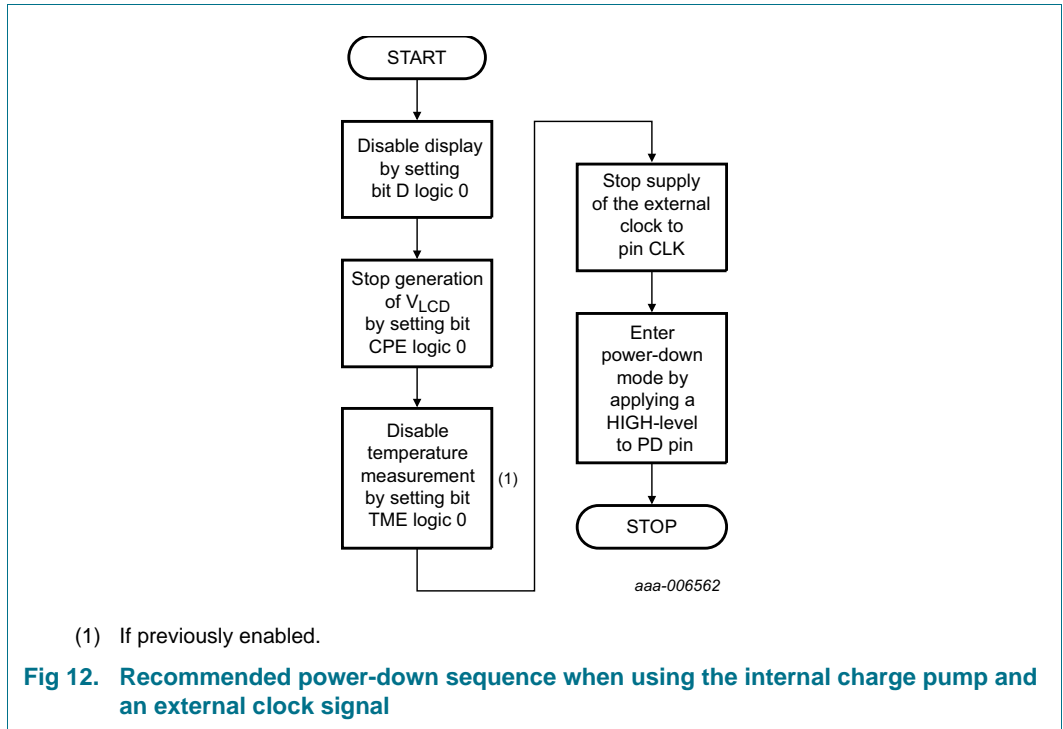 START
Disable display
by setting
bit D logic 0
Stop generation
of VLCD
by setting bit
CPE logic 0
Disable
temperature
measurement
by setting bit
TME logic 0
(1)
Stop supply
of the external
clock to
pin CLK
Enter
power-down
mode by
applying a
HIGH-level
to PD pin
STOP
aaa-006562
(1) If previously enabled.
Fig 12. Recommended power-down sequence when using the internal charge pump and
an external clock signal